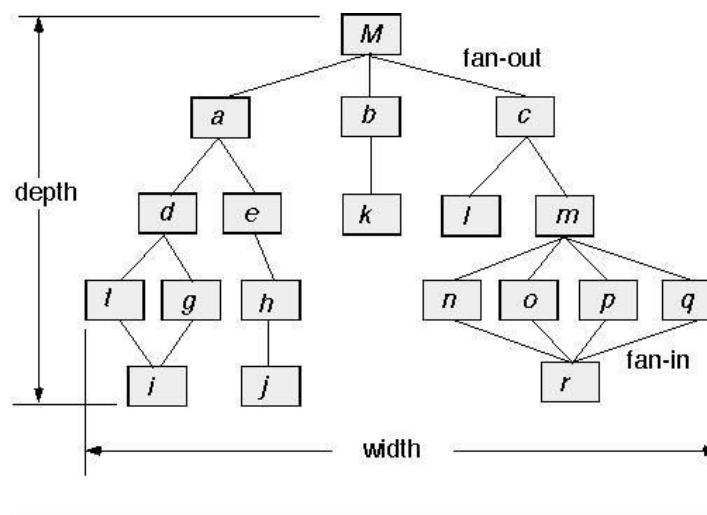 M
fan-out
a b c
depth
d e k l m
t g h n o p q
fan-in
i j r
width